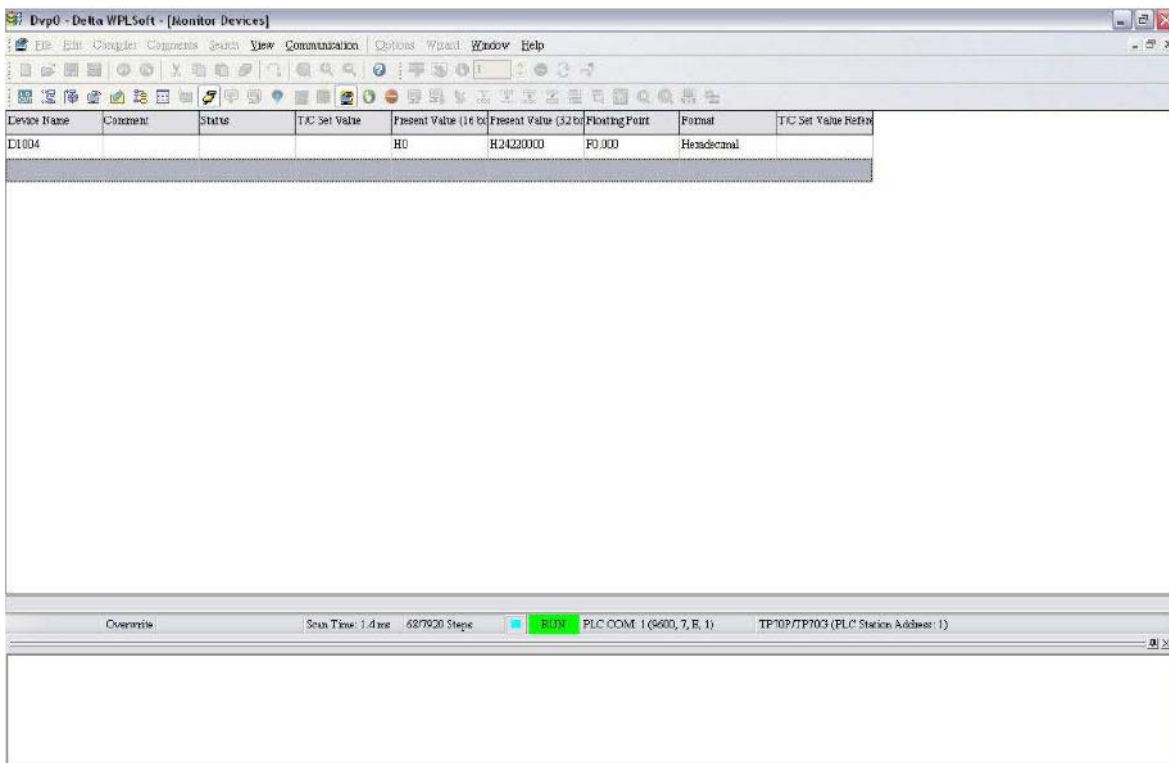 Dvp0 - Delta WPLSoft - [Monitor Devices]
File Edit Compiler Comments Search View Communication Options Wizard Window Help
1
Device Name Comment Status T/C Set Value Present Value (16 bi Present Value (32 bi Floating Point Format T/C Set Value Refere
D1004 H0 H24220000 F0.000 Hexadecimal
Overwrite Scan Time: 1.4 ms 68/7920 Steps RUN PLC COM: 1 (9600, 7, E, 1) TP70P/TP70G (PLC Station Address: 1)